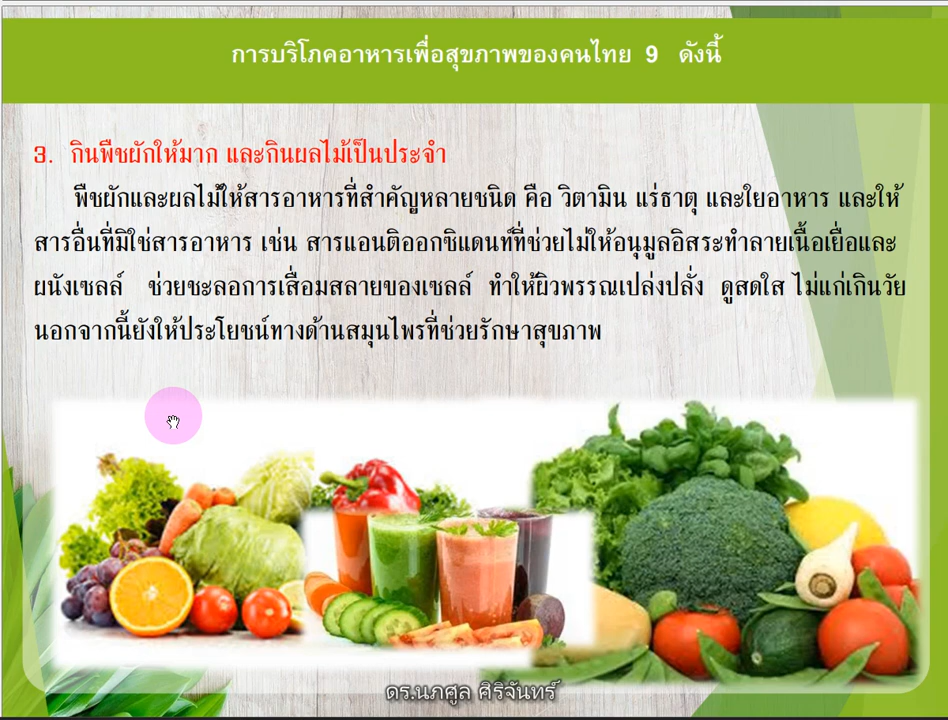 การบริโภคอาหารเพื่อสุขภาพของคนไทย 9 ดังนี้
3. กินพืชผักให้มาก และกินผลไม้เป็นประจำ
พืชผักและผลไม้ให้สารอาหารที่สำคัญหลายชนิด คือ วิตามิน แร่ธาตุ และใยอาหาร และให้
สารอื่นที่มิใช่สารอาหาร เช่น สารแอนติออกซิแดนท์ที่ช่วยไม่ให้อนุมูลอิสระทำลายเนื้อเยื่อและ
ผนังเซลล์ ช่วยชะลอการเสื่อมสลายของเซลล์ ทำให้ผิวพรรณเปล่งปลั่ง ดูสดใส ไม่แก่เกินวัย
นอกจากนี้ยังให้ประโยชน์ทางด้านสมุนไพรที่ช่วยรักษาสุขภาพ
ดร.นภศูล ศิริจันทร์